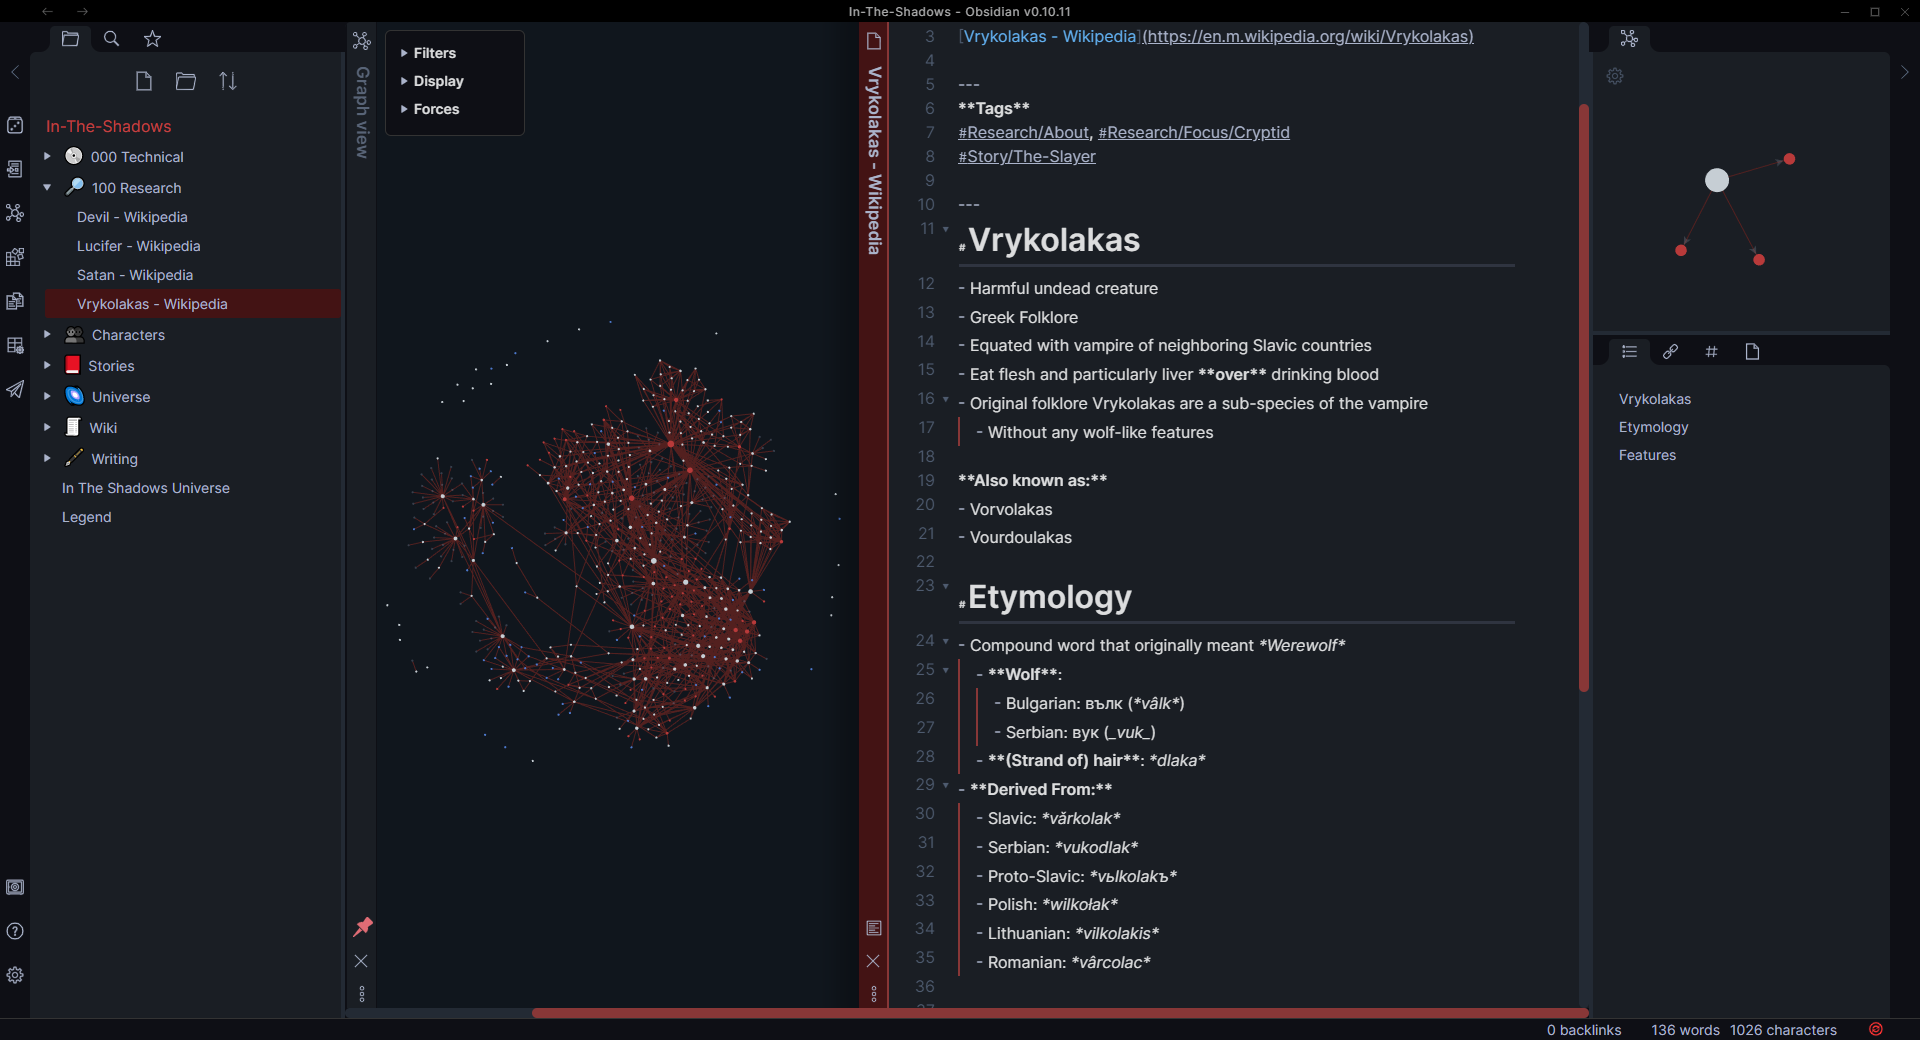 In-The-Shadows - Obsidian v0.10.11
In-The-Shadows
000 Technical
100 Research
Devil - Wikipedia
Lucifer - Wikipedia
Satan - Wikipedia
Vrykolakas - Wikipedia
Characters
Stories
Universe
Wiki
Writing
In The Shadows Universe
Legend
Graph view
Filters
Display
Forces
Vrykolakas - Wikipedia
3 [Vrykolakas - Wikipedia](https://en.m.wikipedia.org/wiki/Vrykolakas)
4
5 ---
6 **Tags**
7 #Research/About, #Research/Focus/Cryptid
8 #Story/The-Slayer
9
10 ---
11 # Vrykolakas
12 - Harmful undead creature
13 - Greek Folklore
14 - Equated with vampire of neighboring Slavic countries
15 - Eat flesh and particularly liver **over** drinking blood
16 - Original folklore Vrykolakas are a sub-species of the vampire
17 - Without any wolf-like features
18
19 **Also known as:**
20 - Vorvolakas
21 - Vourdoulakas
22
23 # Etymology
24 - Compound word that originally meant *Werewolf*
25 - **Wolf**:
26 - Bulgarian: вълк (*vâlk*)
27 - Serbian: вук (_vuk_)
28 - **(Strand of) hair**: *dlaka*
29 - **Derived From:**
30 - Slavic: *vărkolak*
31 - Serbian: *vukodlak*
32 - Proto-Slavic: *vьlkolakъ*
33 - Polish: *wilkołak*
34 - Lithuanian: *vilkolakis*
35 - Romanian: *vârcolac*
36
Vrykolakas
Etymology
Features
0 backlinks 136 words 1026 characters